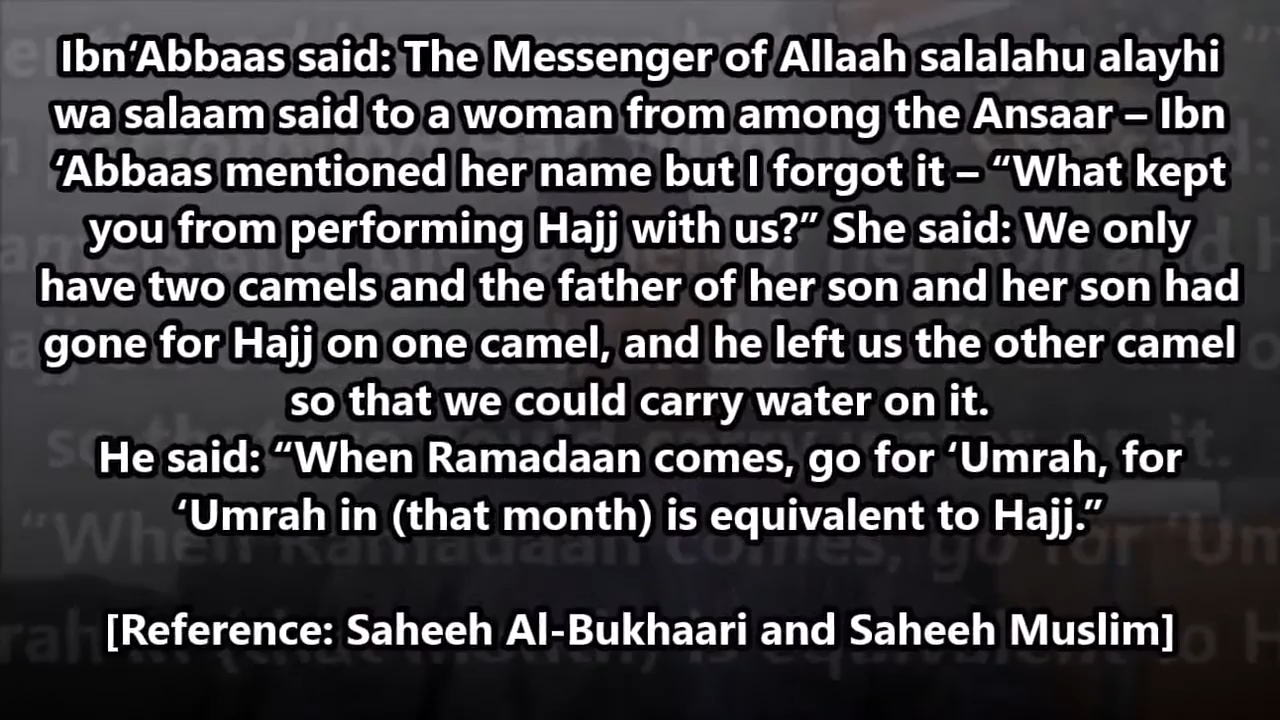 Ibn‘Abbaas said: The Messenger of Allaah salalahu alayhi
wa salaam said to a woman from among the Ansaar – Ibn
‘Abbaas mentioned her name but I forgot it – “What kept
you from performing Hajj with us?” She said: We only
have two camels and the father of her son and her son had
gone for Hajj on one camel, and he left us the other camel
so that we could carry water on it.
He said: “When Ramadaan comes, go for ‘Umrah, for
‘Umrah in (that month) is equivalent to Hajj.”
[Reference: Saheeh Al-Bukhaari and Saheeh Muslim]